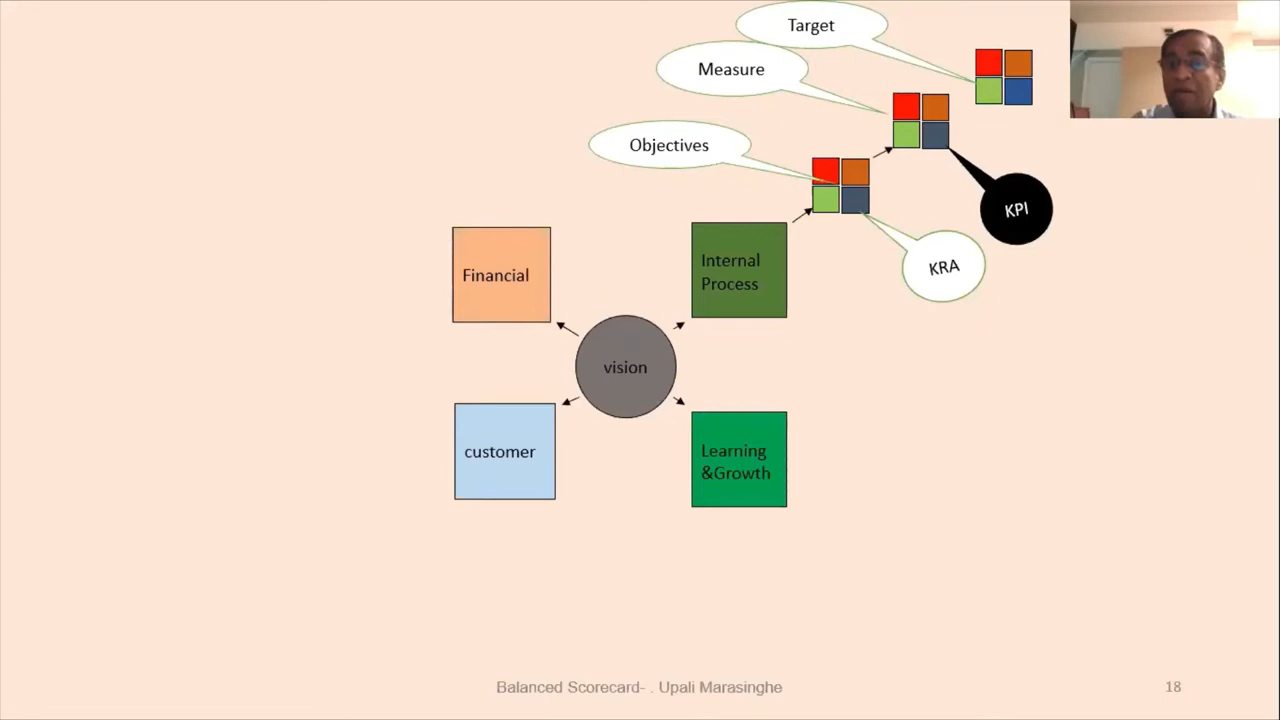 Target
Measure
Objectives
KPI
KRA
Financial
Internal
Process
vision
customer
Learning
&Growth
Balanced Scorecard- . Upali Marasinghe
18